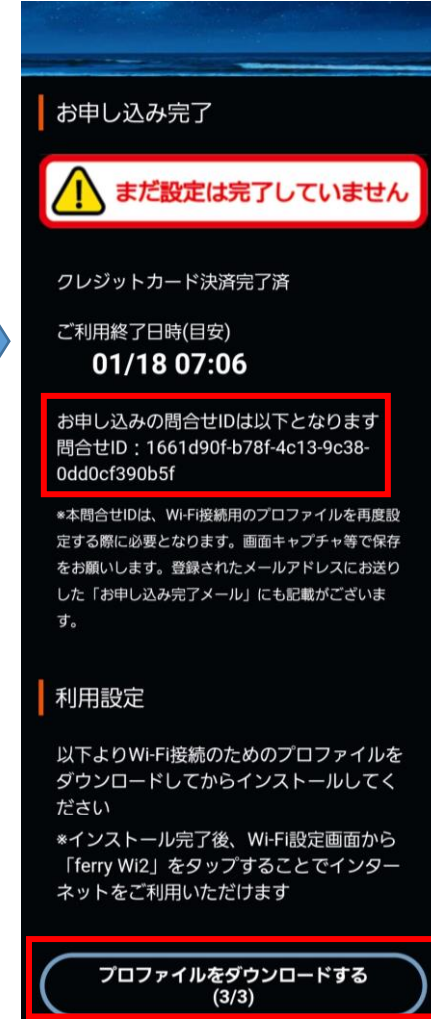 お申し込み完了
まだ設定は完了していません
クレジットカード決済完了済
ご利用終了日時(目安)
01/18 07:06
お申し込みの問合せIDは以下となります
問合せID：1661d90f-b78f-4c13-9c38-
0dd0cf390b5f
*本問合せIDは、Wi-Fi接続用のプロファイルを再度設
定する際に必要となります。画面キャプチャ等で保存
をお願いします。登録されたメールアドレスにお送り
した「お申し込み完了メール」にも記載がございま
す。
利用設定
以下よりWi-Fi接続のためのプロファイルを
ダウンロードしてからインストールしてく
ださい
*インストール完了後、Wi-Fi設定画面から
「ferry Wi2」をタップすることでインター
ネットをご利用いただけます
プロファイルをダウンロードする
(3/3)